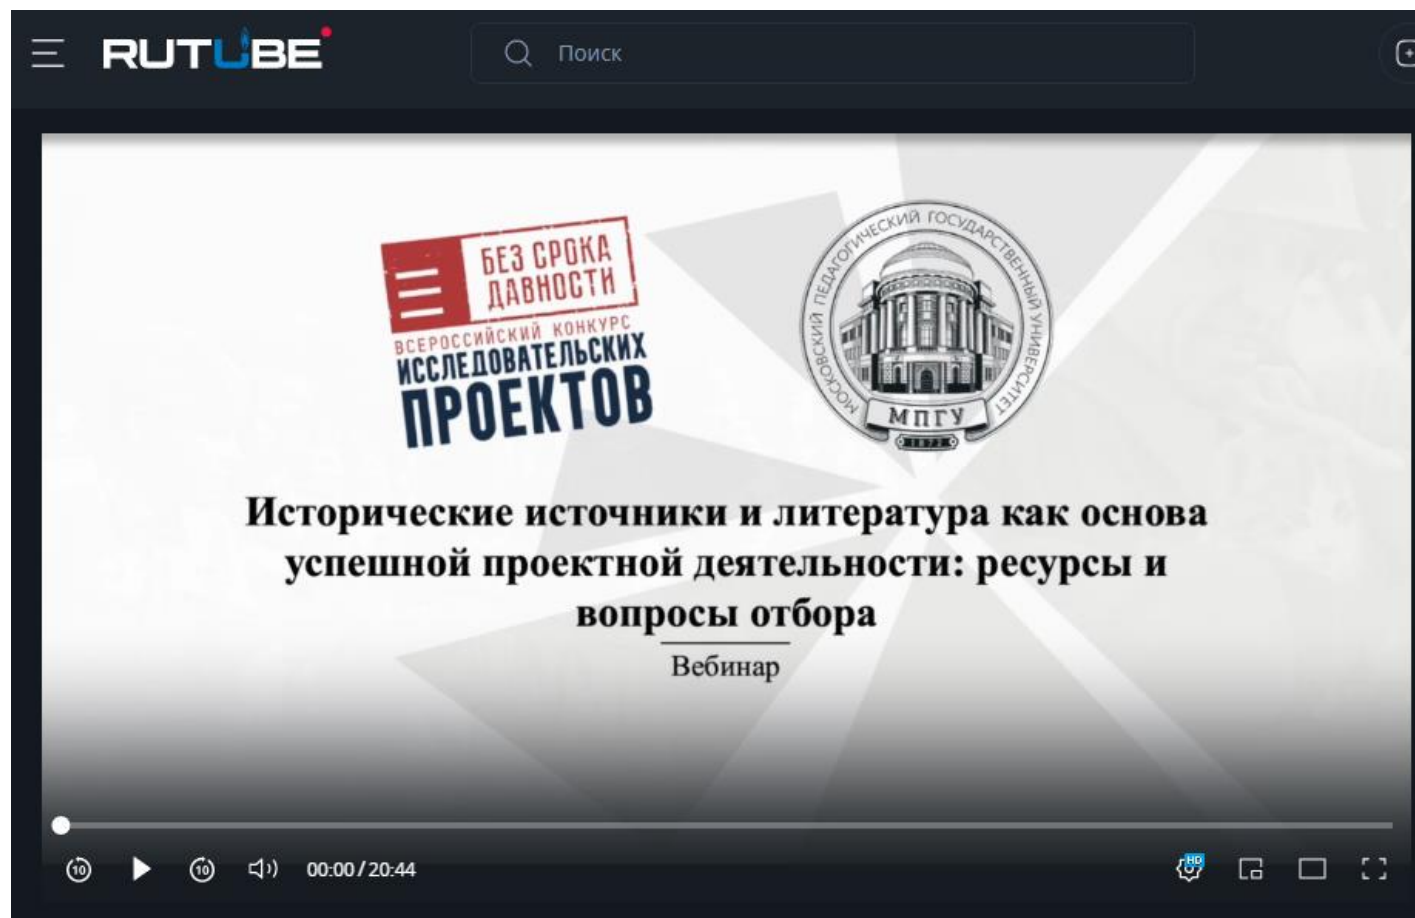 RUTUBE
Поиск
БЕЗ СРОКА
ДАВНОСТИ
ВСЕРОССИЙСКИЙ КОНКУРС
ИССЛЕДОВАТЕЛЬСКИХ
ПРОЕКТОВ
МОСКОВСКИЙ ПЕДАГОГИЧЕСКИЙ ГОСУДАРСТВЕННЫЙ УНИВЕРСИТЕТ
МПГУ
1872
Исторические источники и литература как основа
успешной проектной деятельности: ресурсы и
вопросы отбора
Вебинар
10
10
00:00 / 20:44
HD